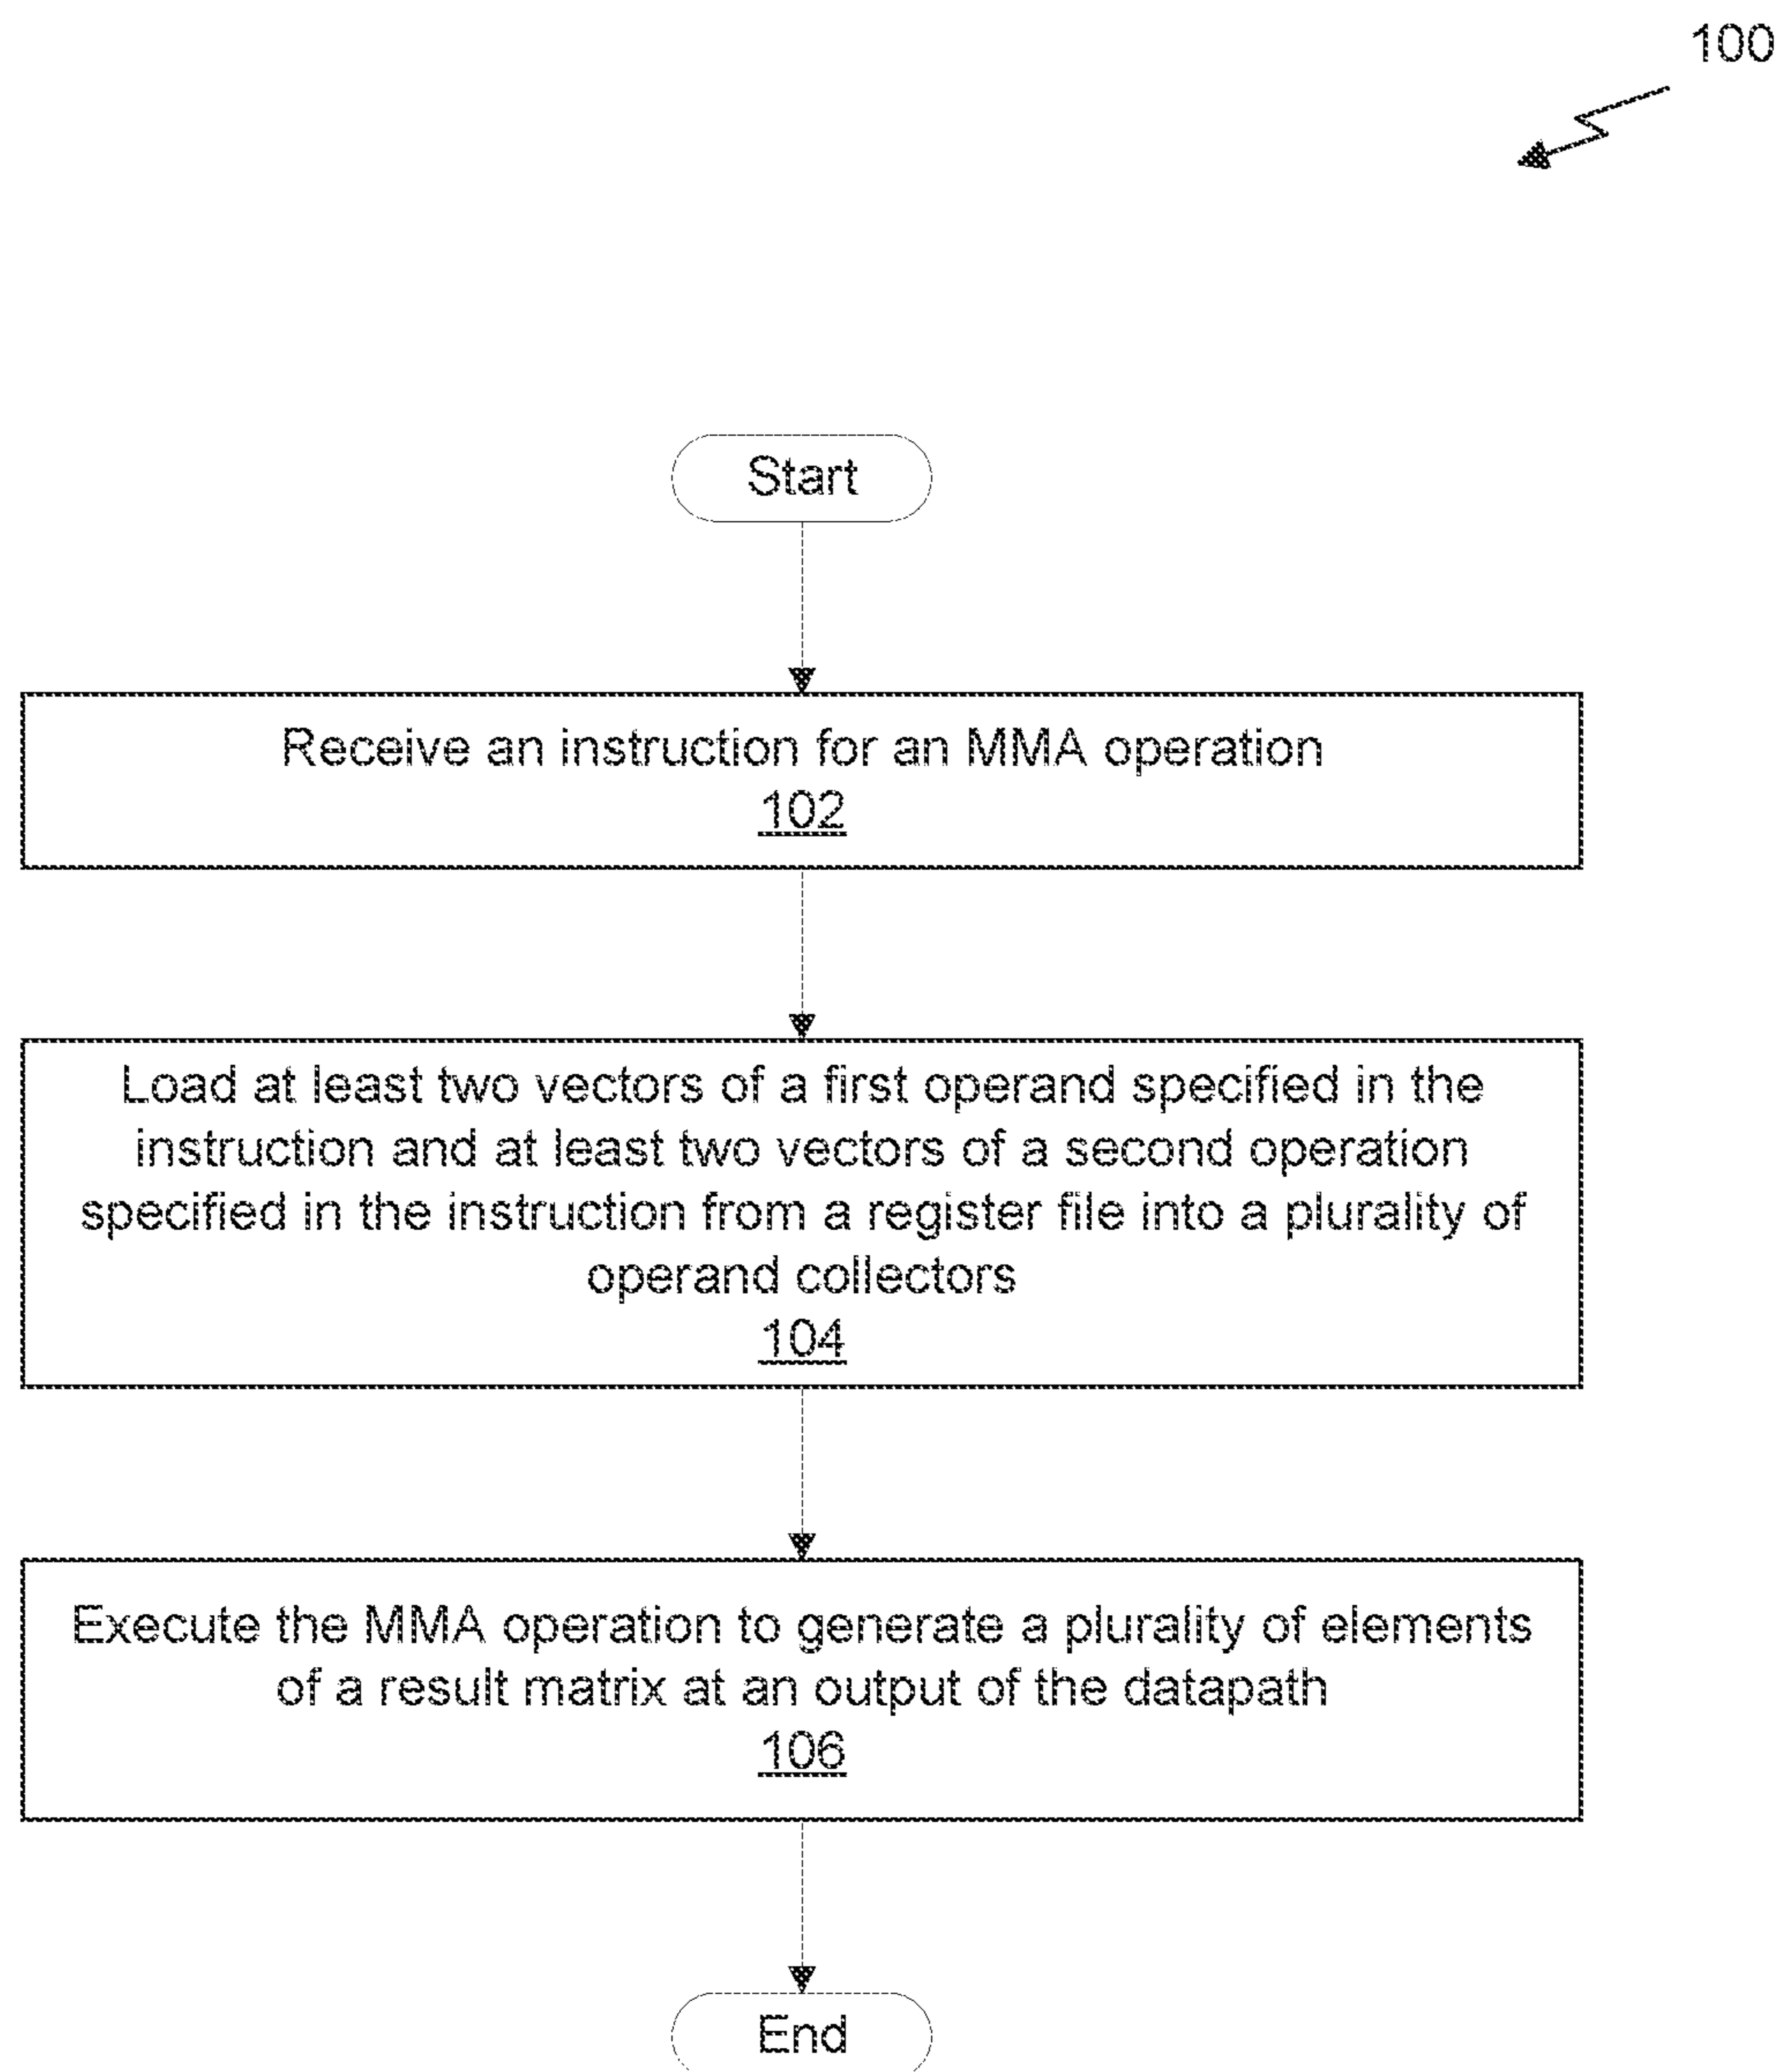 100
Start
Receive an instruction for an MMA operation
102
Load at least two vectors of a first operand specified in the
instruction and at least two vectors of a second operation
specified in the instruction from a register file into a plurality of
operand collectors
104
Execute the MMA operation to generate a plurality of elements
of a result matrix at an output of the datapath
106
End